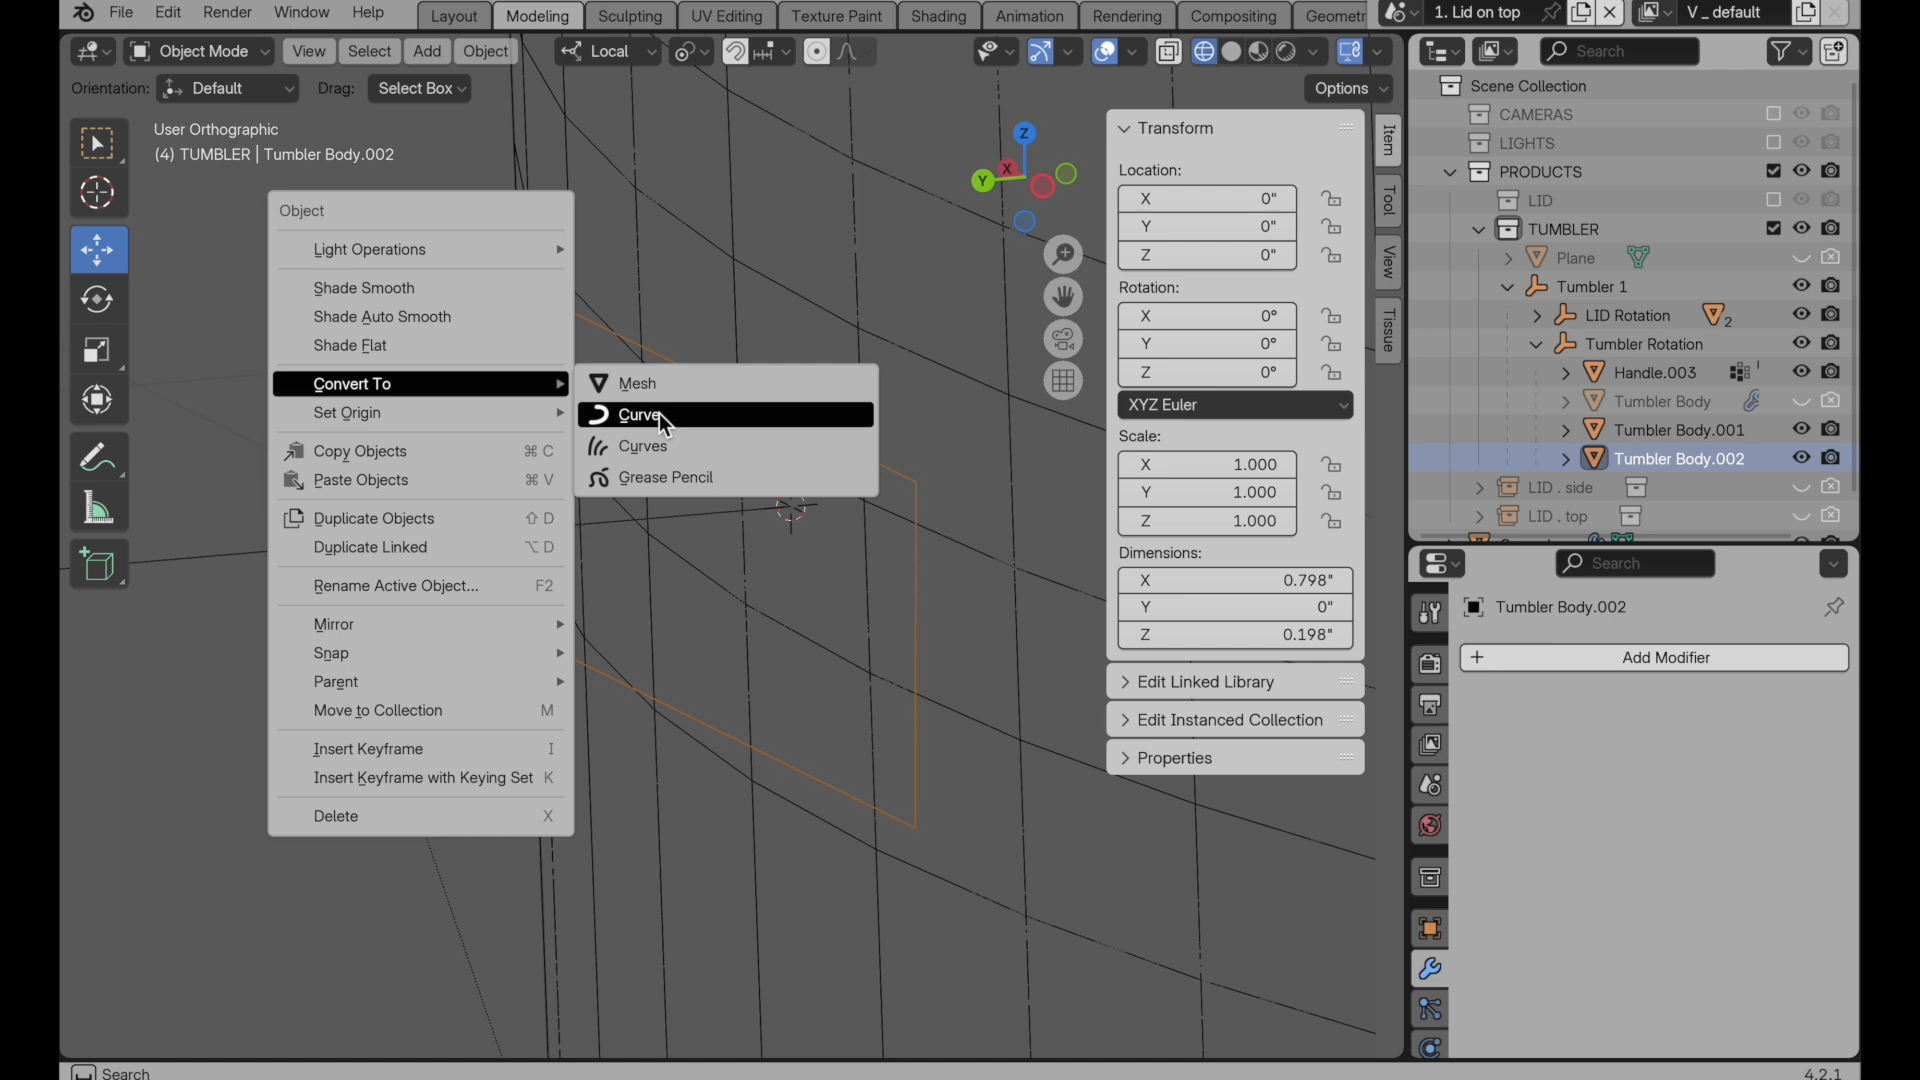 File Edit Render Window Help Layout Modeling Sculpting UV Editing Texture Paint Shading Animation Rendering Compositing Geometr 1. Lid on top V _ default
Object Mode View Select Add Object Local Search
Orientation: Default Drag: Select Box Options
User Orthographic
(4) TUMBLER | Tumbler Body.002
Z
X
Y
Object
Light Operations
Shade Smooth
Shade Auto Smooth
Shade Flat
Convert To
Set Origin
Copy Objects ⌘ C
Paste Objects ⌘ V
Duplicate Objects ⇧ D
Duplicate Linked ⌥ D
Rename Active Object... F2
Mirror
Snap
Parent
Move to Collection M
Insert Keyframe I
Insert Keyframe with Keying Set K
Delete X
Mesh
Curve
Curves
Grease Pencil
Transform
Location:
X 0"
Y 0"
Z 0"
Rotation:
X 0°
Y 0°
Z 0°
XYZ Euler
Scale:
X 1.000
Y 1.000
Z 1.000
Dimensions:
X 0.798"
Y 0"
Z 0.198"
Edit Linked Library
Edit Instanced Collection
Properties
Item
Tool
View
Tissue
Scene Collection
CAMERAS
LIGHTS
PRODUCTS
LID
TUMBLER
Plane
Tumbler 1
LID Rotation 2
Tumbler Rotation
Handle.003
Tumbler Body
Tumbler Body.001
Tumbler Body.002
LID . side
LID . top
Search
Tumbler Body.002
+ Add Modifier
Search
4.2.1